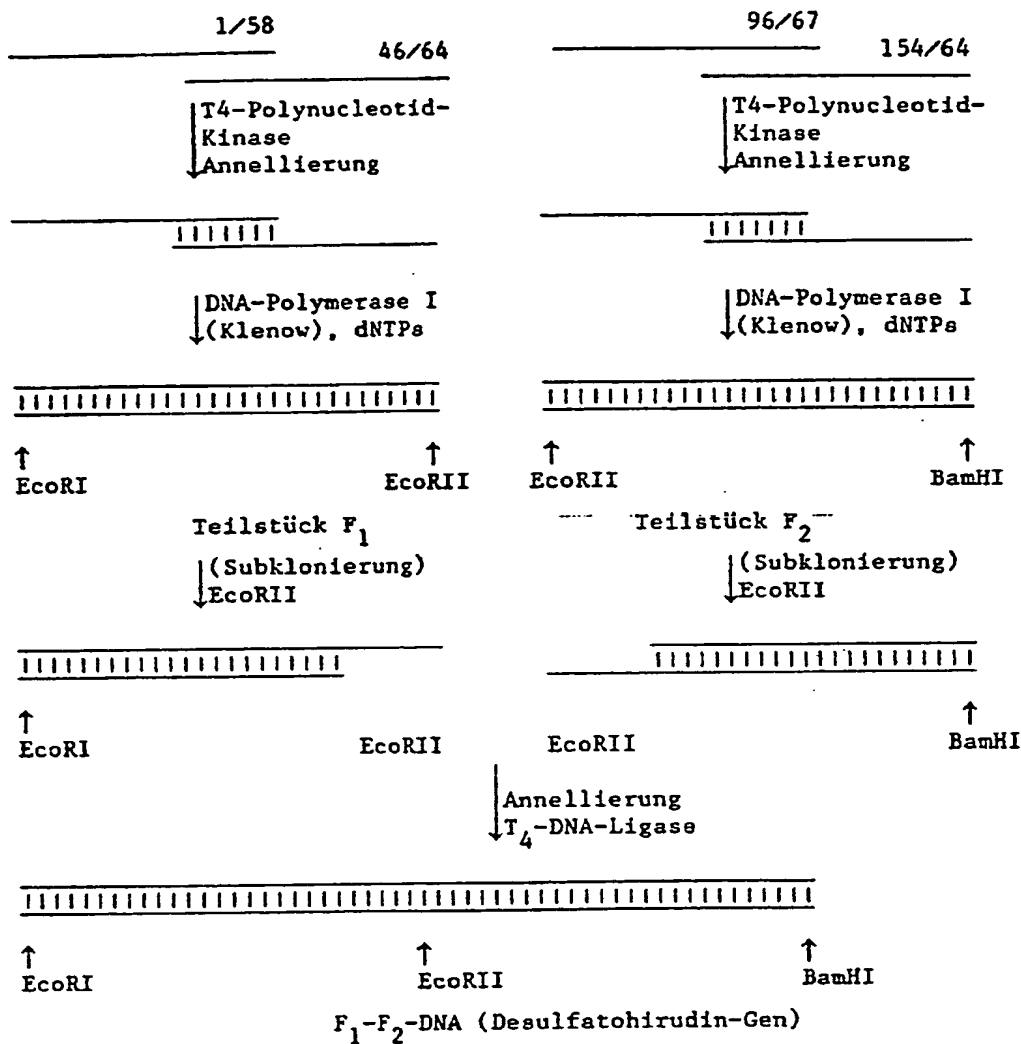 1/58
46/64
T4-Polynucleotid-
Kinase
Annellierung
DNA-Polymerase I
(Klenow), dNTPs
EcoRI
EcoRII
Teilstück F1
(Subklonierung)
EcoRII
EcoRI
EcoRII
96/67
154/64
T4-Polynucleotid-
Kinase
Annellierung
DNA-Polymerase I
(Klenow), dNTPs
EcoRII
BamHI
Teilstück F2
(Subklonierung)
EcoRII
EcoRII
BamHI
Annellierung
T4-DNA-Ligase
EcoRI
EcoRII
BamHI
F1-F2-DNA (Desulfatohirudin-Gen)